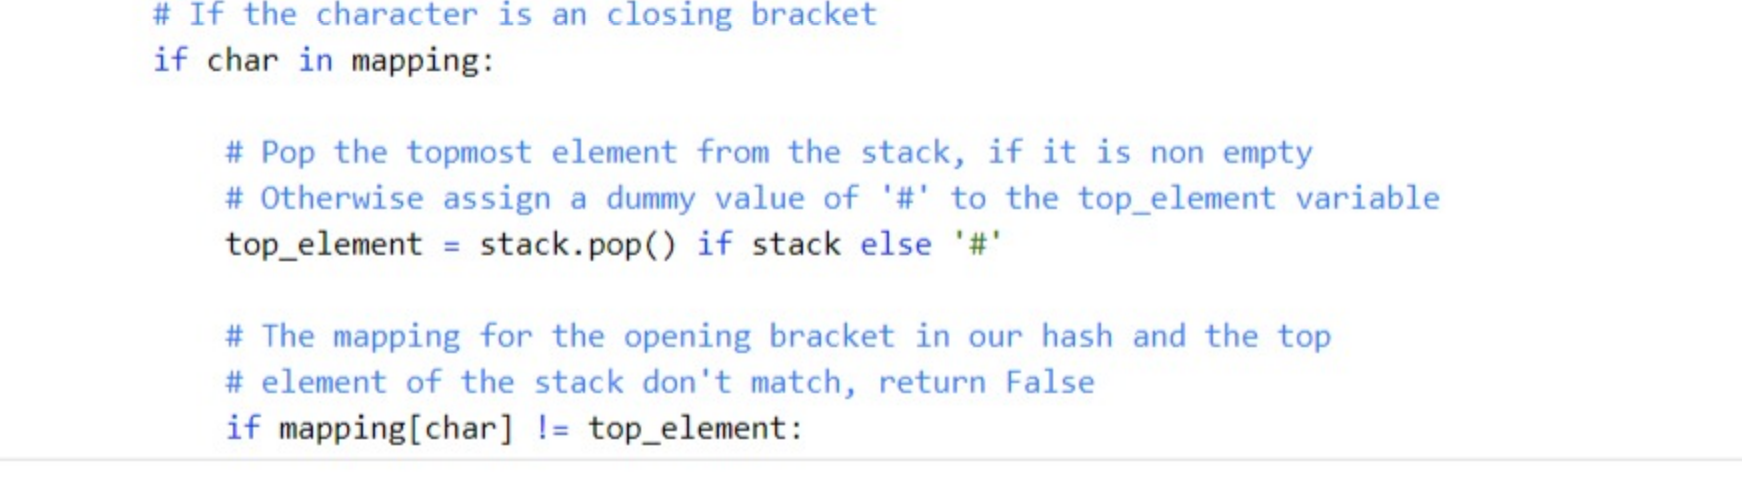 # If the character is an closing bracket
if char in mapping:
# Pop the topmost element from the stack, if it is non empty
# Otherwise assign a dummy value of '#' to the top_element variable
top_element = stack.pop() if stack else '#'
# The mapping for the opening bracket in our hash and the top
# element of the stack don't match, return False
if mapping[char] != top_element: